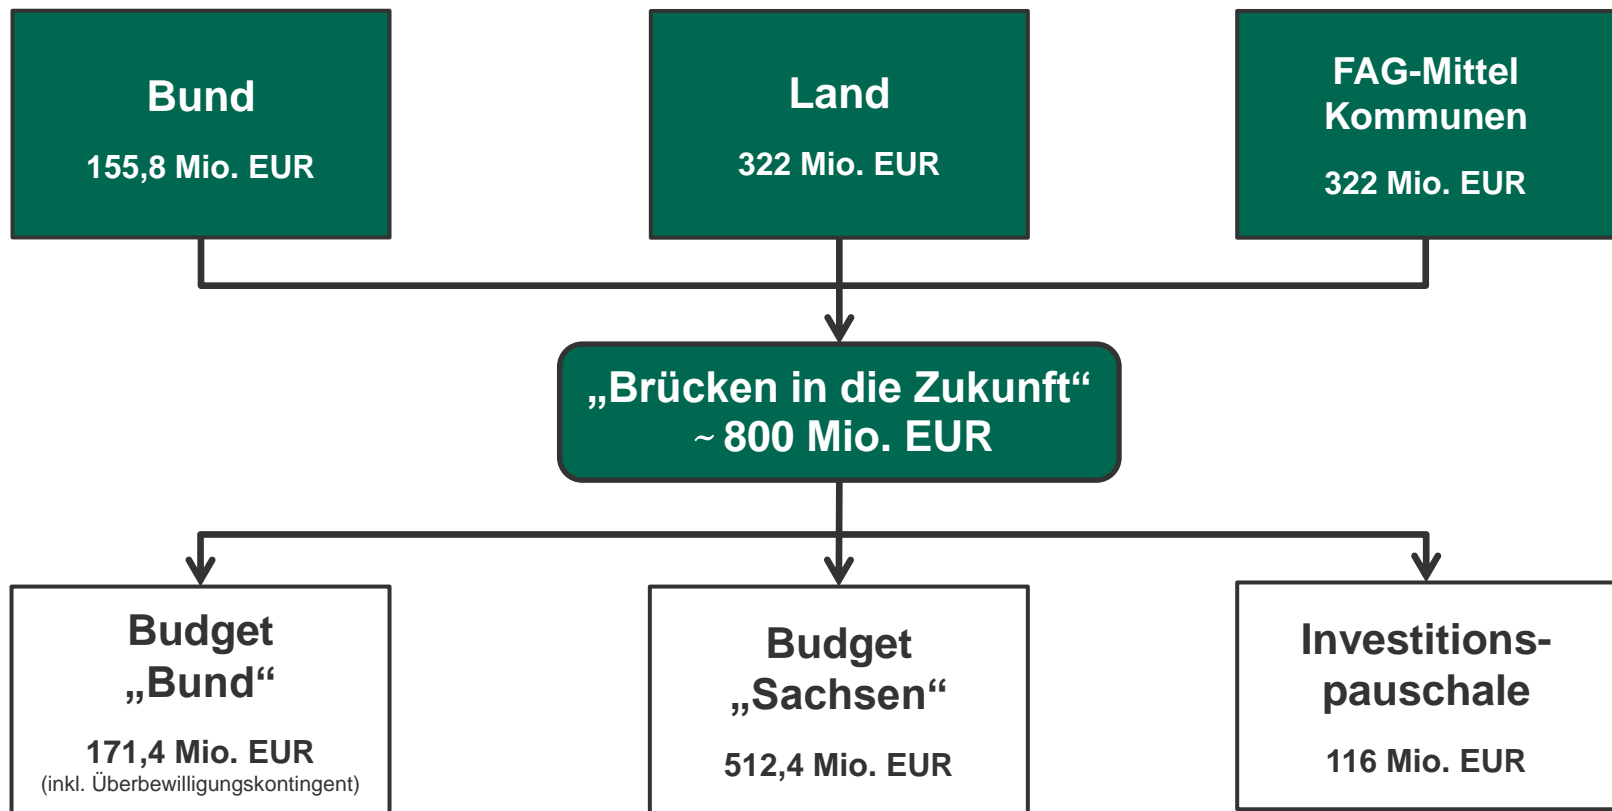 Bund
155,8 Mio. EUR
Land
322 Mio. EUR
FAG-Mittel
Kommunen
322 Mio. EUR
„Brücken in die Zukunft“
~ 800 Mio. EUR
Budget
„Bund“
171,4 Mio. EUR
(inkl. Überbewilligungskontingent)
Budget
„Sachsen“
512,4 Mio. EUR
Investitions-
pauschale
116 Mio. EUR